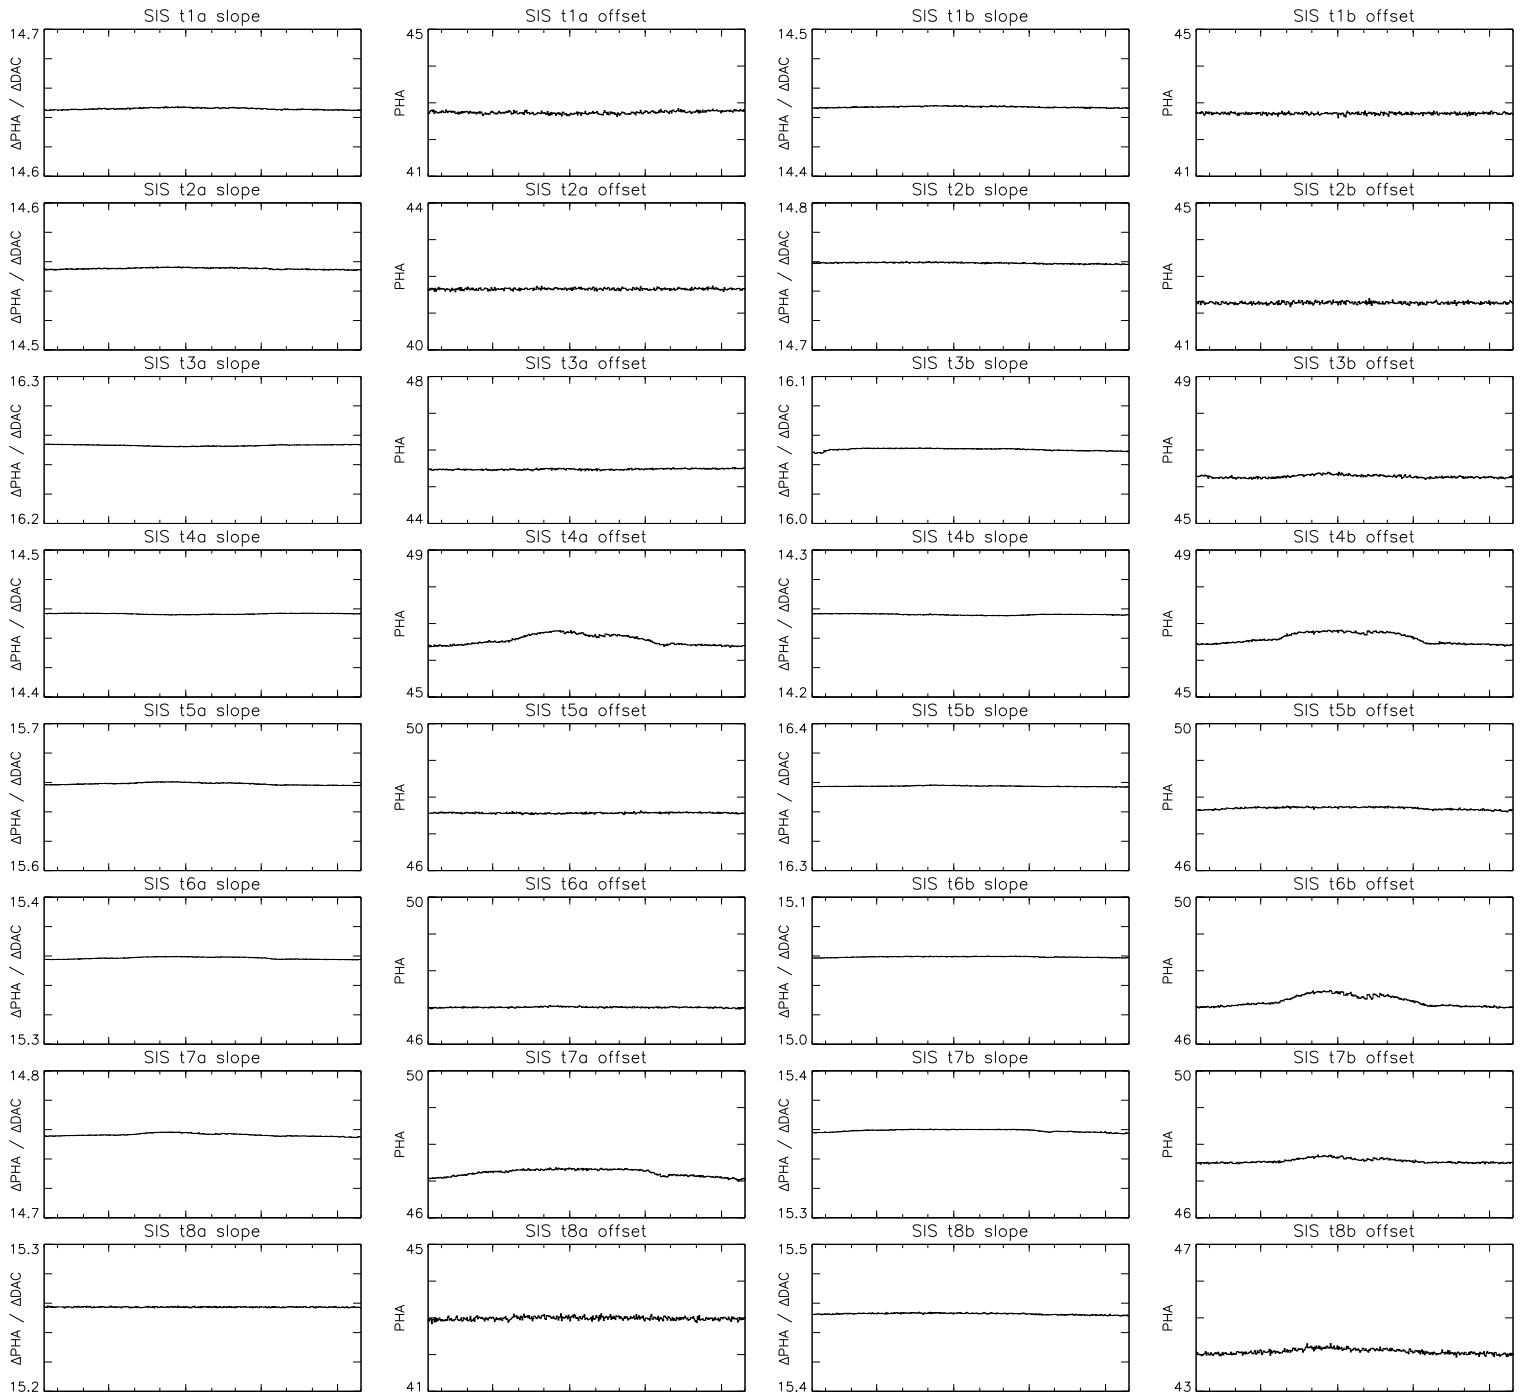 SIS t1a slope
SIS t1a offset
SIS t1b slope
SIS t1b offset
14.7
14.6
ΔPHA / ΔDAC
45
41
PHA
14.5
14.4
ΔPHA / ΔDAC
45
41
PHA
SIS t2a slope
SIS t2a offset
SIS t2b slope
SIS t2b offset
14.6
14.5
ΔPHA / ΔDAC
44
40
PHA
14.8
14.7
ΔPHA / ΔDAC
45
41
PHA
SIS t3a slope
SIS t3a offset
SIS t3b slope
SIS t3b offset
16.3
16.2
ΔPHA / ΔDAC
48
44
PHA
16.1
16.0
ΔPHA / ΔDAC
49
45
PHA
SIS t4a slope
SIS t4a offset
SIS t4b slope
SIS t4b offset
14.5
14.4
ΔPHA / ΔDAC
49
45
PHA
14.3
14.2
ΔPHA / ΔDAC
49
45
PHA
SIS t5a slope
SIS t5a offset
SIS t5b slope
SIS t5b offset
15.7
15.6
ΔPHA / ΔDAC
50
46
PHA
16.4
16.3
ΔPHA / ΔDAC
50
46
PHA
SIS t6a slope
SIS t6a offset
SIS t6b slope
SIS t6b offset
15.4
15.3
ΔPHA / ΔDAC
50
46
PHA
15.1
15.0
ΔPHA / ΔDAC
50
46
PHA
SIS t7a slope
SIS t7a offset
SIS t7b slope
SIS t7b offset
14.8
14.7
ΔPHA / ΔDAC
50
46
PHA
15.4
15.3
ΔPHA / ΔDAC
50
46
PHA
SIS t8a slope
SIS t8a offset
SIS t8b slope
SIS t8b offset
15.3
15.2
ΔPHA / ΔDAC
45
41
PHA
15.5
15.4
ΔPHA / ΔDAC
47
43
PHA